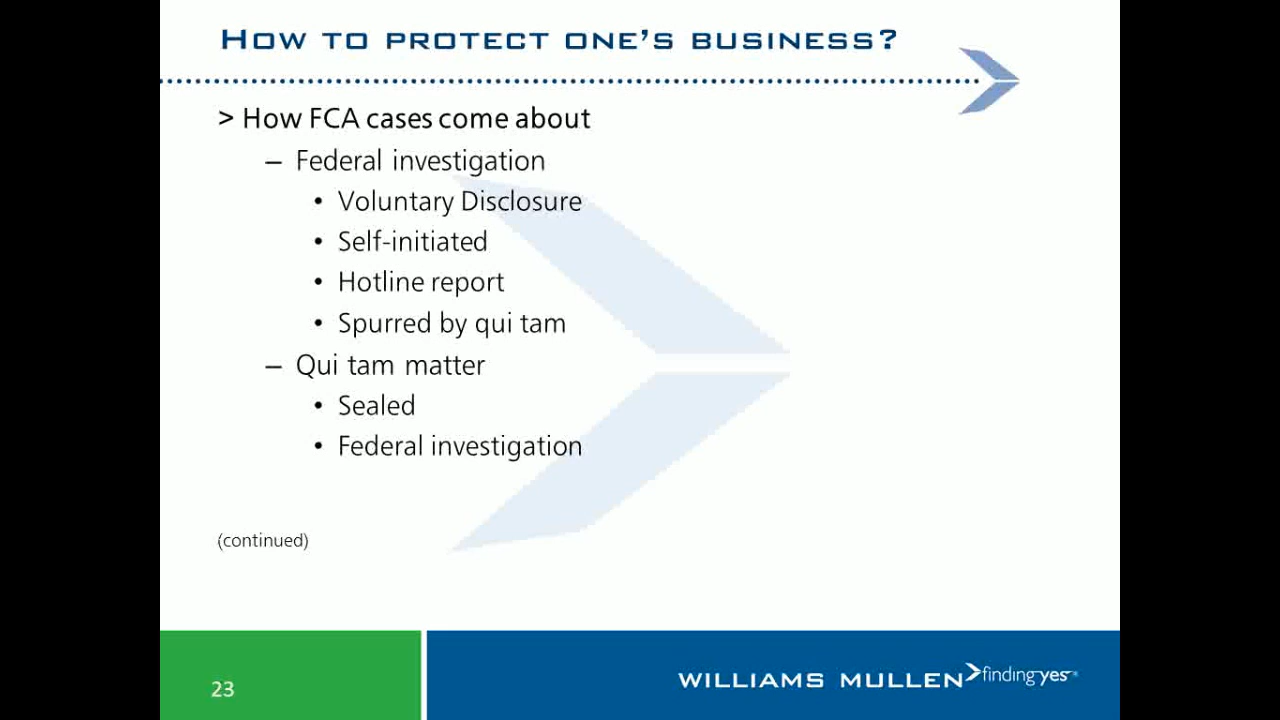 How to protect one's business?
> How FCA cases come about
– Federal investigation
• Voluntary Disclosure
• Self-initiated
• Hotline report
• Spurred by qui tam
– Qui tam matter
• Sealed
• Federal investigation
(continued)
23
WILLIAMS MULLEN finding yes